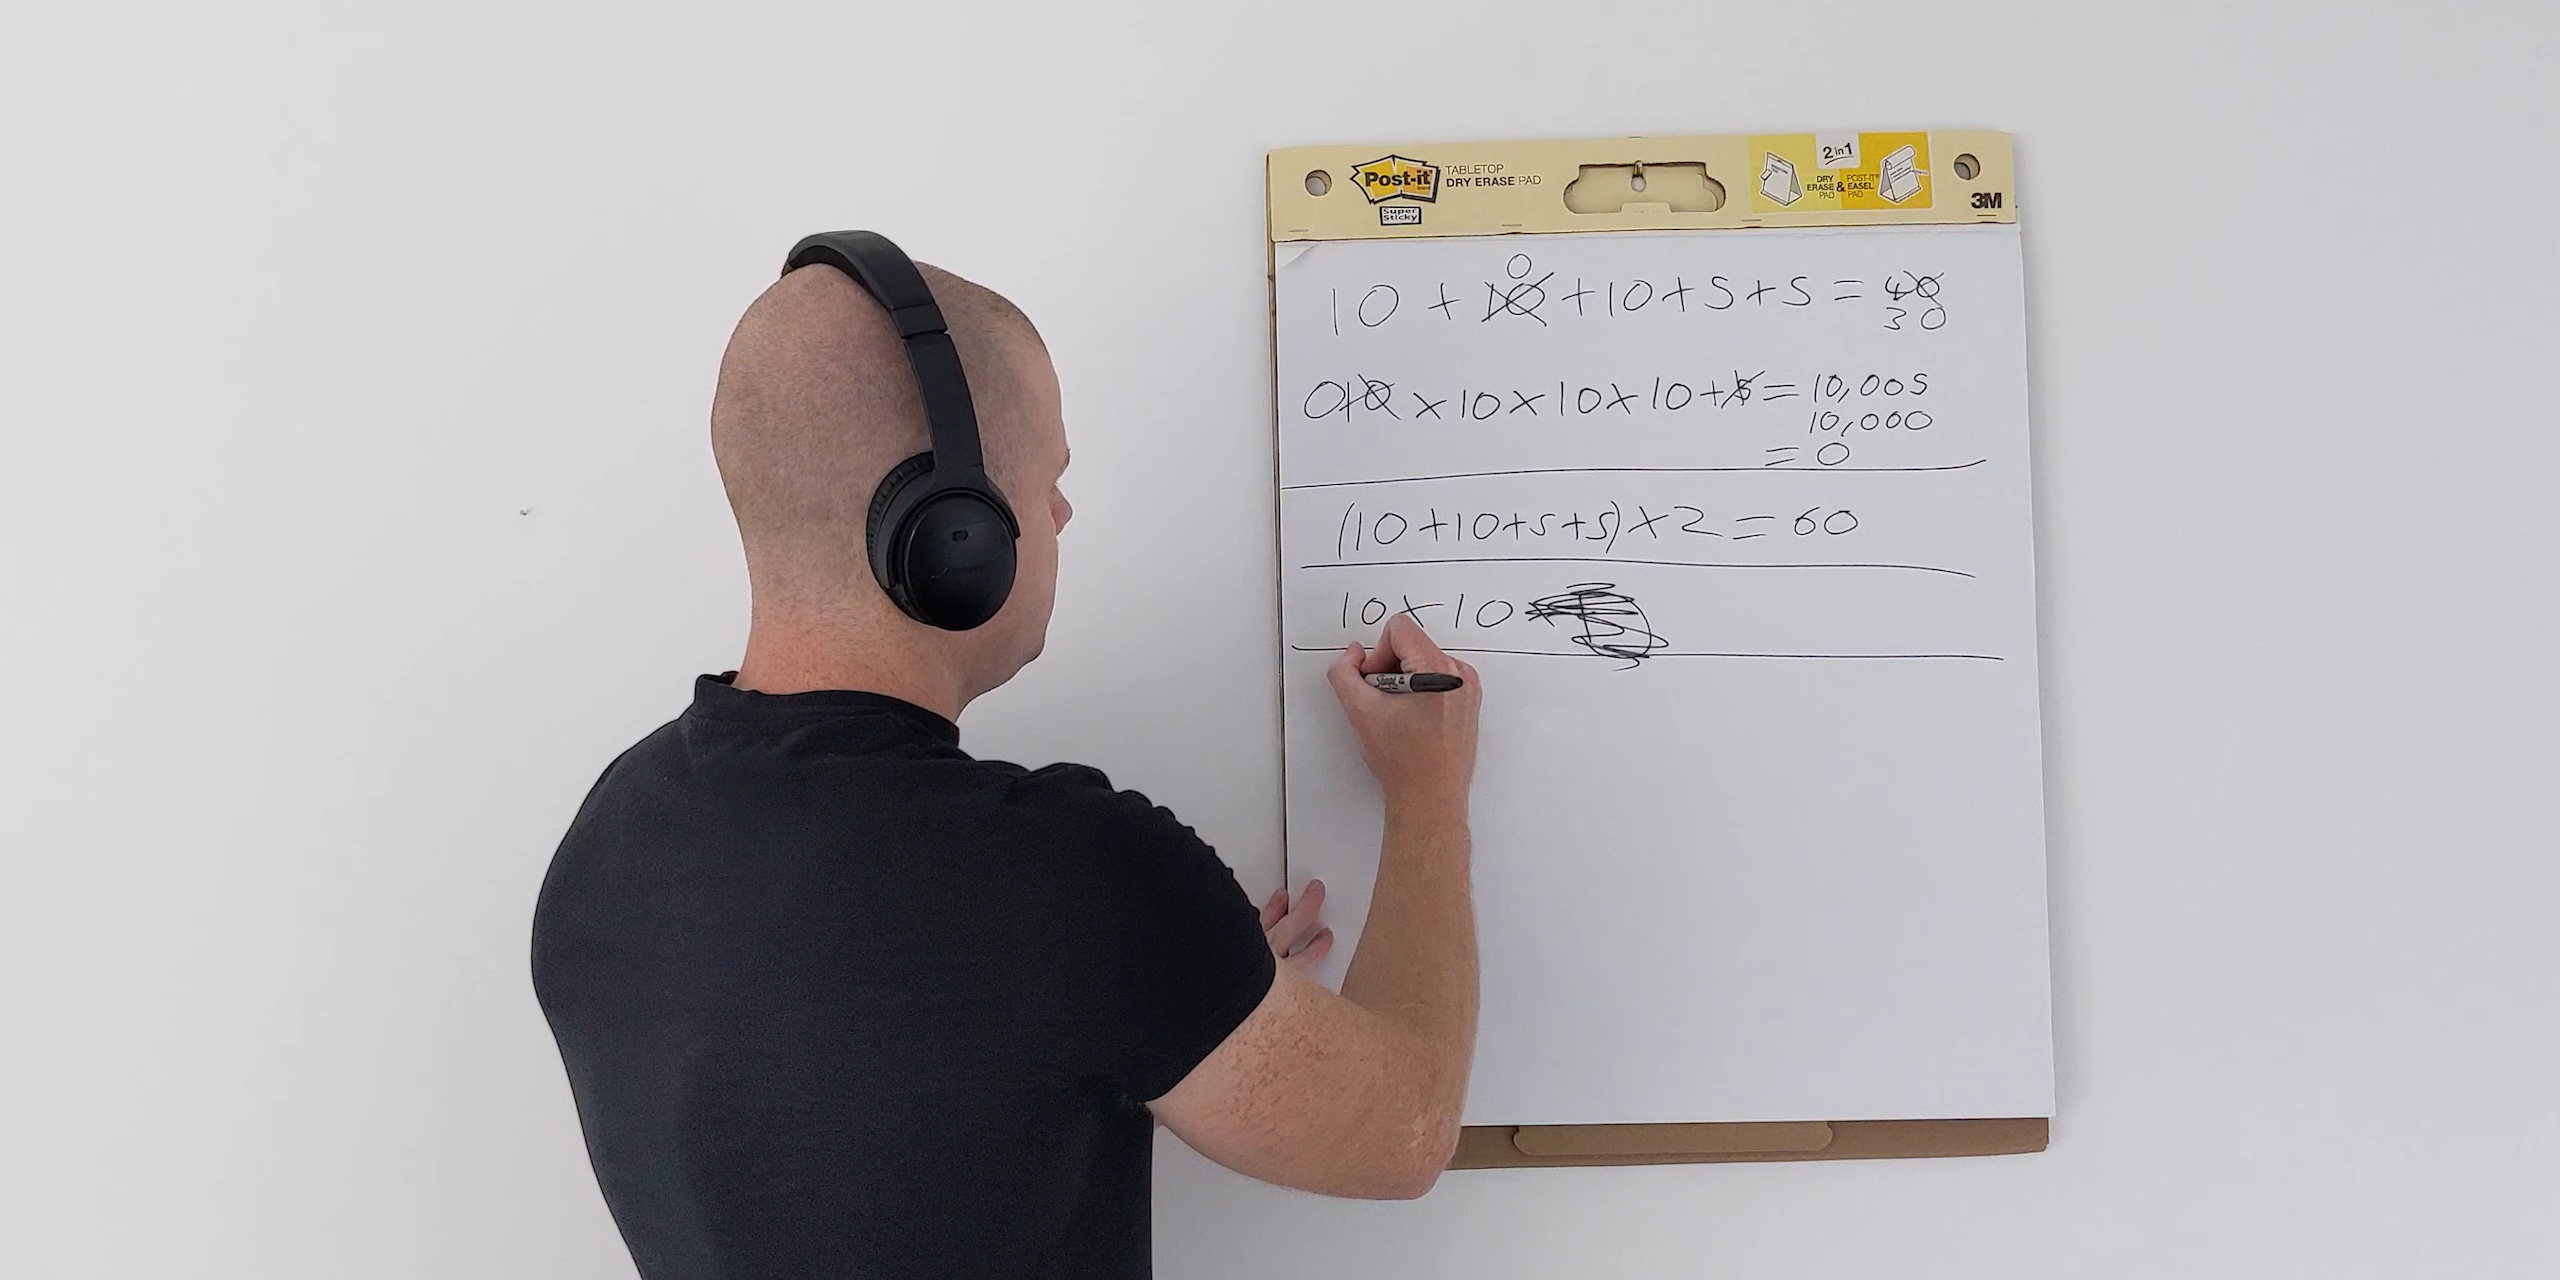 Post-it
Super
Sticky
TABLETOP
DRY ERASE PAD
2 in 1
DRY
ERASE
PAD
&
POST-IT
EASEL
PAD
3M
0
10 + 10 + 10 + 5 + 5 = 40
30
0 10 × 10 × 10 × 10 + 5 = 10,005
10,000
= 0
(10 + 10 + 5 + 5) × 2 = 60
10 × 10
Sharpie